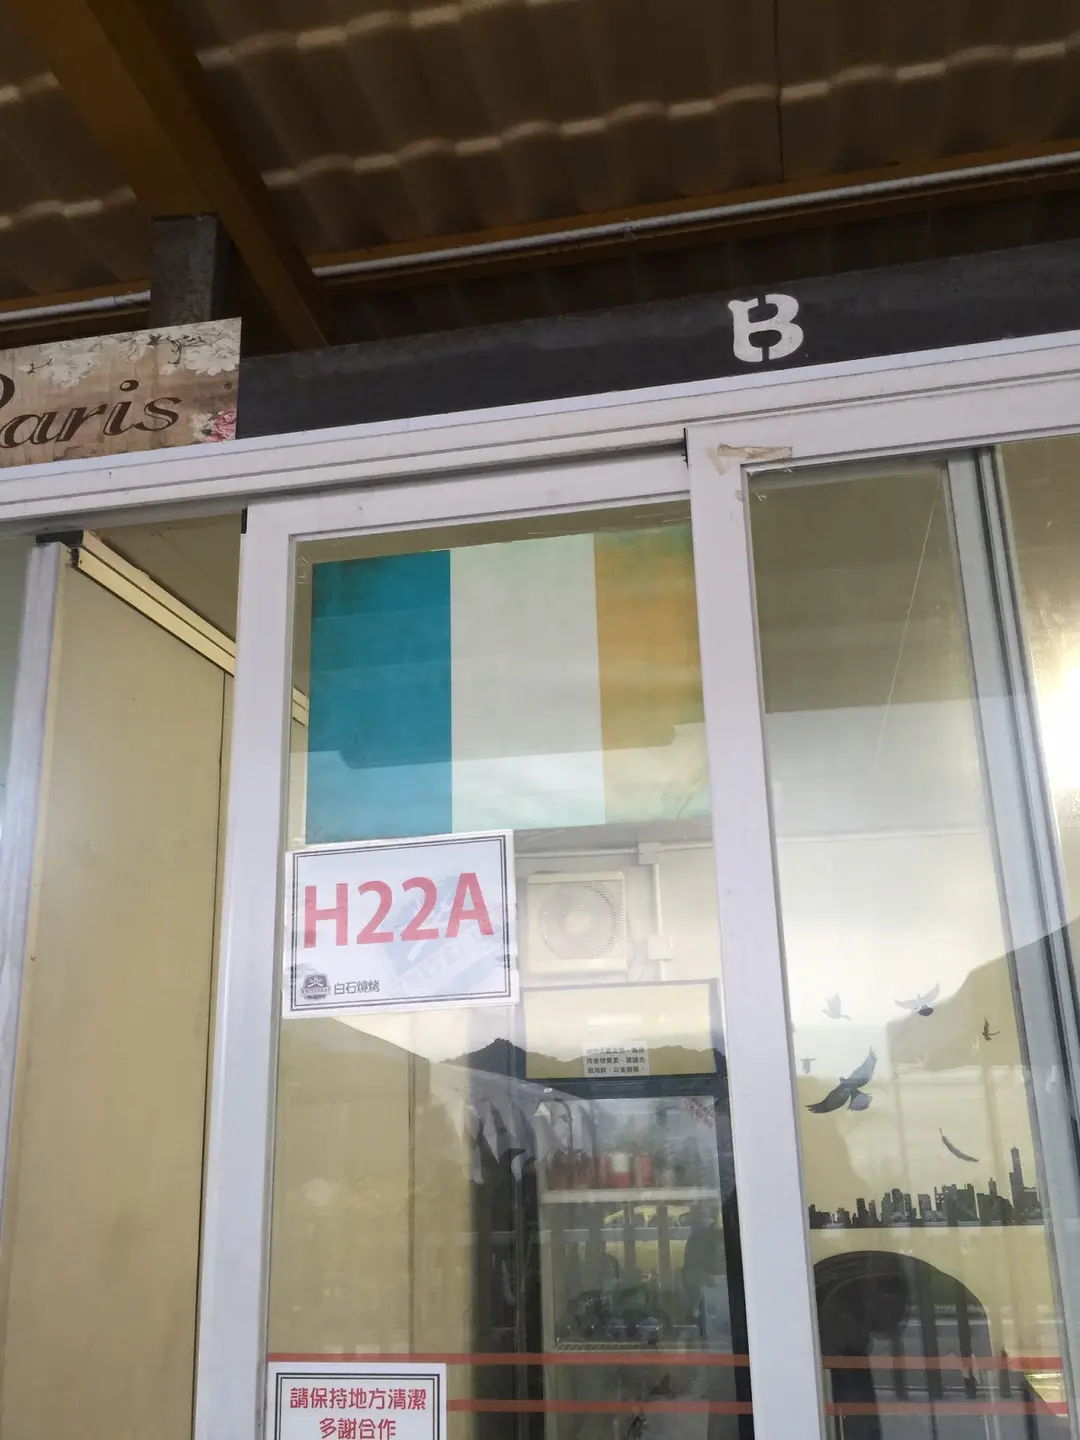 B
Paris
H22A
白石燒烤
請保持地方清潔
多謝合作